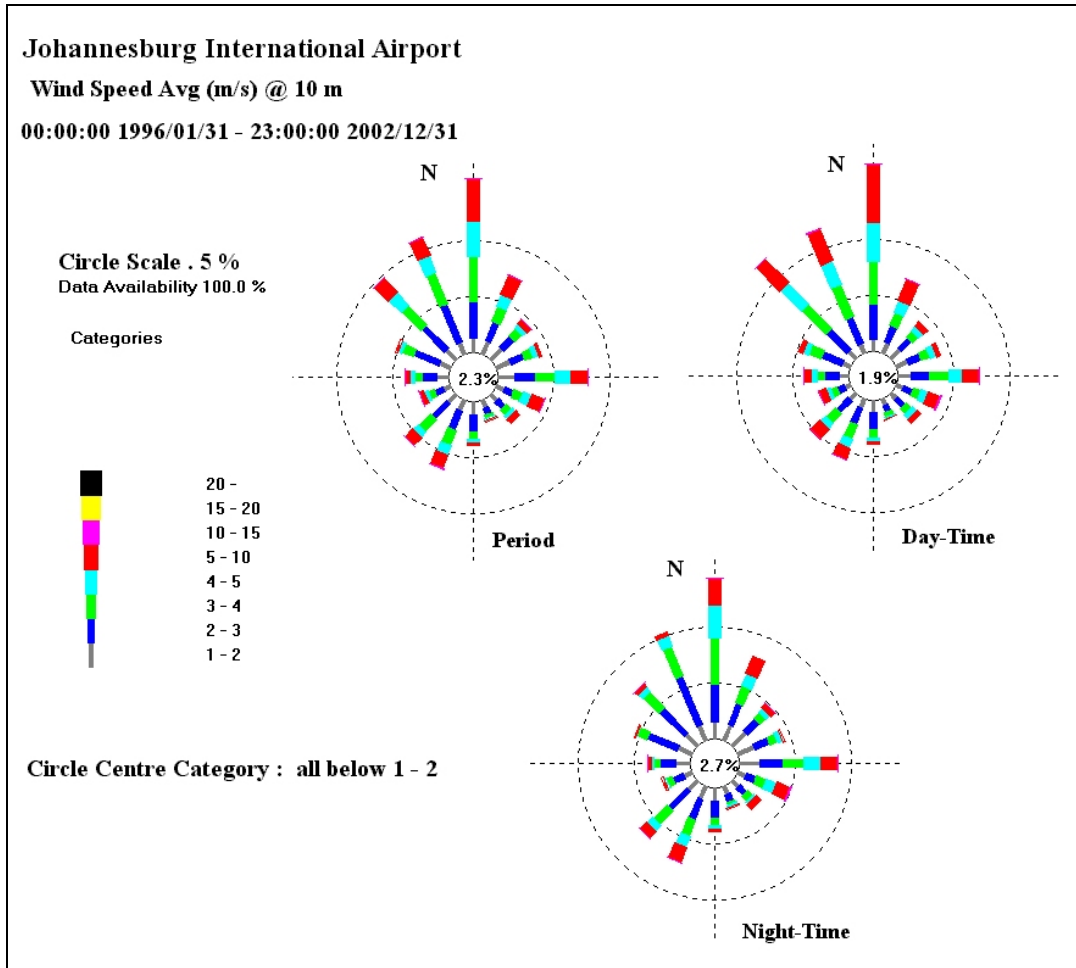 Johannesburg International Airport
Wind Speed Avg (m/s) @ 10 m
00:00:00 1996/01/31 - 23:00:00 2002/12/31
N
N
Circle Scale . 5 %
Data Availability 100.0 %
Categories
2.3%
1.9%
20 -
15 - 20
10 - 15
5 - 10
4 - 5
3 - 4
2 - 3
1 - 2
Period
Day-Time
N
2.7%
Circle Centre Category : all below 1 - 2
Night-Time